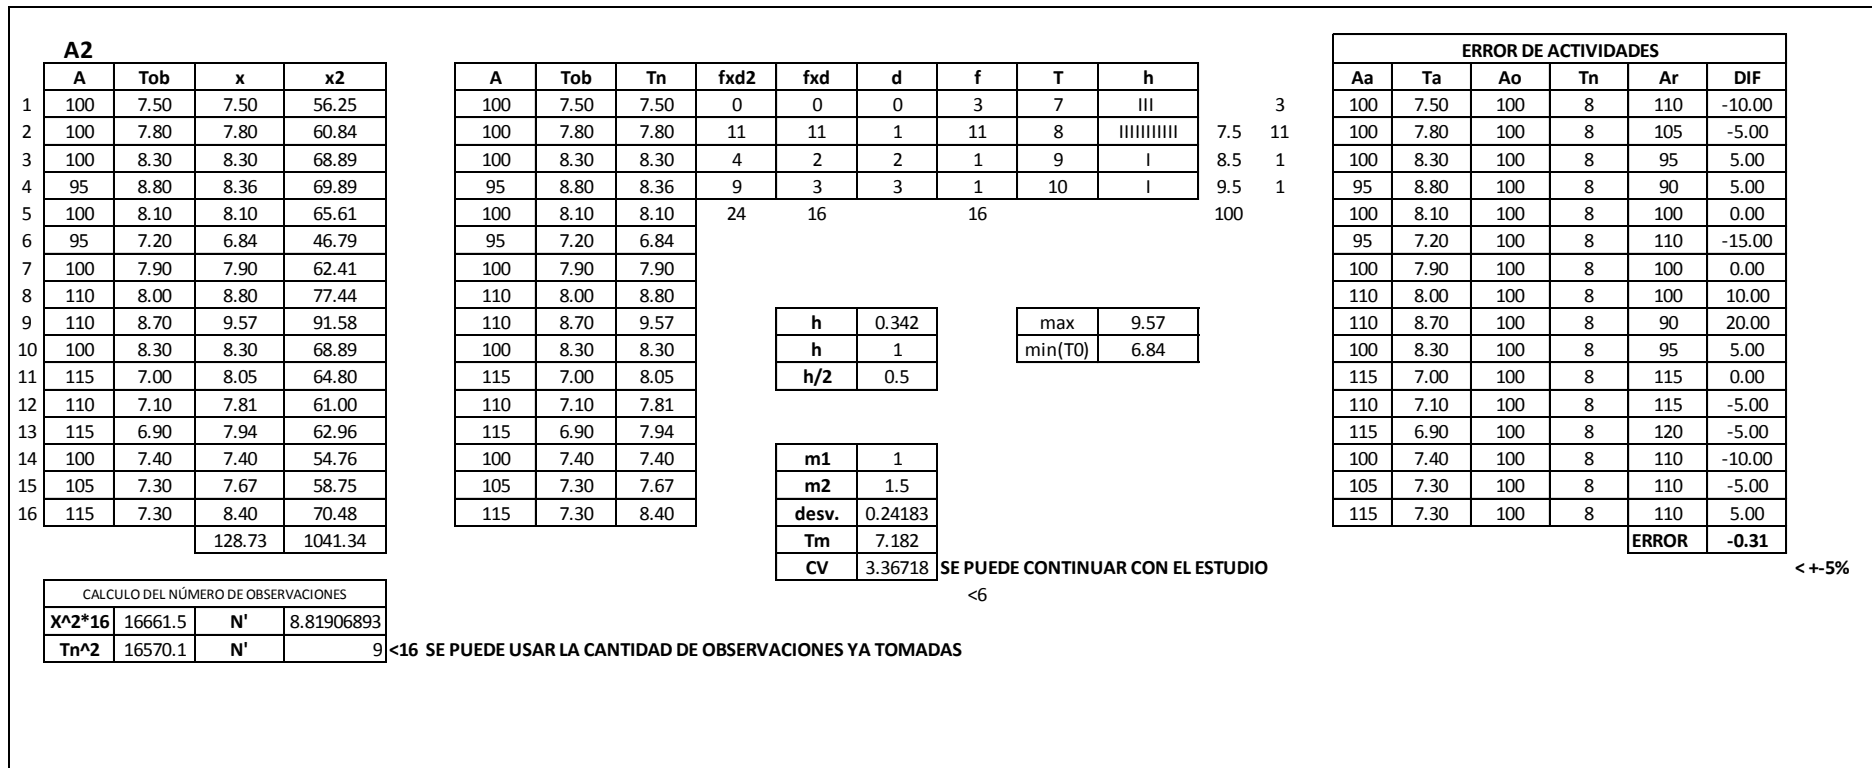 A2 ERROR DE ACTIVIDADES
A Tob x x2 A Tob Tn fxd2 fxd d f T h Aa Ta Ao Tn Ar DIF
1 100 7.50 7.50 56.25 100 7.50 7.50 0 0 0 3 7 III 3 100 7.50 100 8 110 -10.00
2 100 7.80 7.80 60.84 100 7.80 7.80 11 11 1 11 8 IIIIIIIIIII 7.5 11 100 7.80 100 8 105 -5.00
3 100 8.30 8.30 68.89 100 8.30 8.30 4 2 2 1 9 I 8.5 1 100 8.30 100 8 95 5.00
4 95 8.80 8.36 69.89 95 8.80 8.36 9 3 3 1 10 I 9.5 1 95 8.80 100 8 90 5.00
5 100 8.10 8.10 65.61 100 8.10 8.10 24 16 16 100 100 8.10 100 8 100 0.00
6 95 7.20 6.84 46.79 95 7.20 6.84 95 7.20 100 8 110 -15.00
7 100 7.90 7.90 62.41 100 7.90 7.90 100 7.90 100 8 100 0.00
8 110 8.00 8.80 77.44 110 8.00 8.80 110 8.00 100 8 100 10.00
9 110 8.70 9.57 91.58 110 8.70 9.57 h 0.342 max 9.57 110 8.70 100 8 90 20.00
10 100 8.30 8.30 68.89 100 8.30 8.30 h 1 min(T0) 6.84 100 8.30 100 8 95 5.00
11 115 7.00 8.05 64.80 115 7.00 8.05 h/2 0.5 115 7.00 100 8 115 0.00
12 110 7.10 7.81 61.00 110 7.10 7.81 110 7.10 100 8 115 -5.00
13 115 6.90 7.94 62.96 115 6.90 7.94 115 6.90 100 8 120 -5.00
14 100 7.40 7.40 54.76 100 7.40 7.40 m1 1 100 7.40 100 8 110 -10.00
15 105 7.30 7.67 58.75 105 7.30 7.67 m2 1.5 105 7.30 100 8 110 -5.00
16 115 7.30 8.40 70.48 115 7.30 8.40 desv. 0.24183 115 7.30 100 8 110 5.00
128.73 1041.34 Tm 7.182 ERROR -0.31
CV 3.36718 SE PUEDE CONTINUAR CON EL ESTUDIO < +-5%
CALCULO DEL NÚMERO DE OBSERVACIONES <6
X^2*16 16661.5 N' 8.81906893
Tn^2 16570.1 N' 9 <16 SE PUEDE USAR LA CANTIDAD DE OBSERVACIONES YA TOMADAS